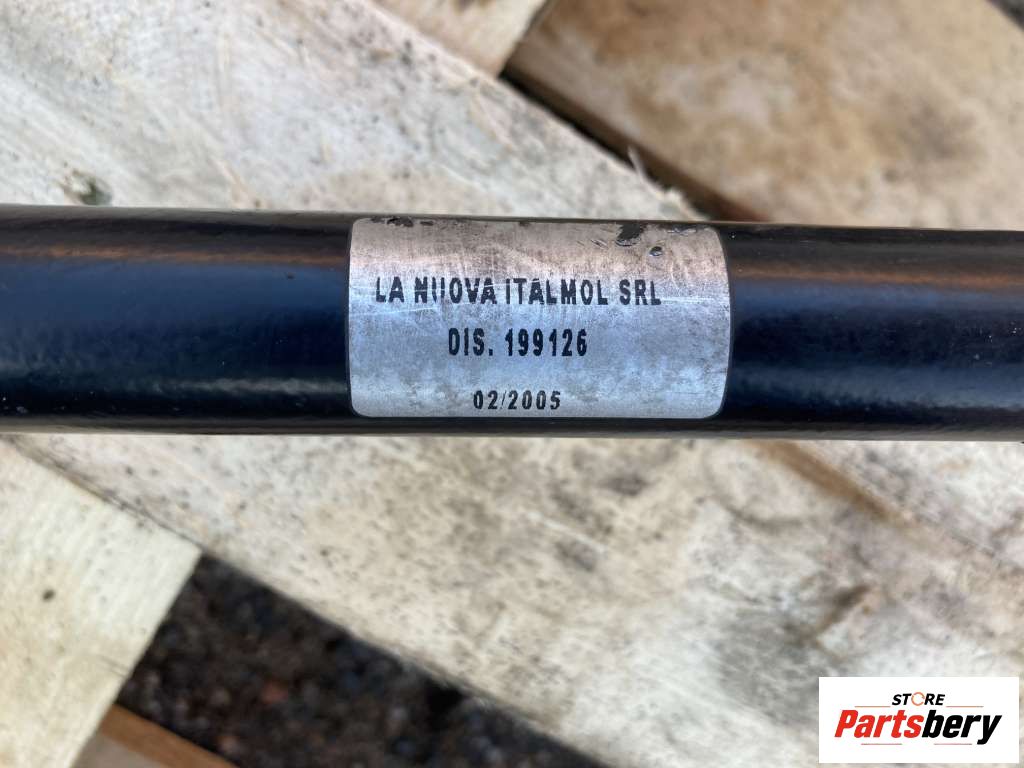 LA NUOVA ITALMOL SRL
DIS. 199126
02/2005
STORE
Partsbery